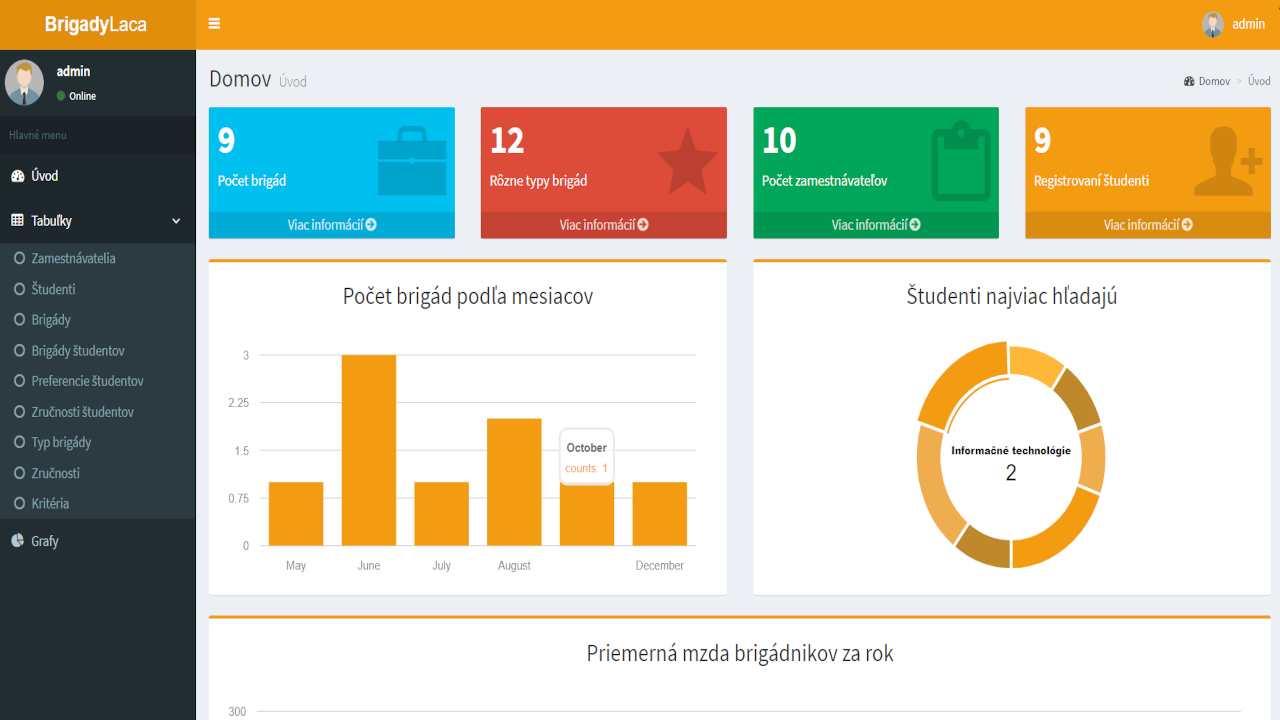 BrigadyLaca
admin
admin
Online
Hlavné menu
Úvod
Tabuľky
Zamestnávatelia
Študenti
Brigády
Brigády študentov
Preferencie študentov
Zručnosti študentov
Typ brigády
Zručnosti
Kritéria
Grafy
Domov Úvod
Domov > Úvod
9
Počet brigád
Viac informácií
12
Rôzne typy brigád
Viac informácií
10
Počet zamestnávateľov
Viac informácií
9
Registrovaní študenti
Viac informácií
Počet brigád podľa mesiacov
3
2.25
1.5
0.75
0
October
counts: 1
May June July August December
Študenti najviac hľadajú
Informačné technológie
2
Priemerná mzda brigádnikov za rok
300